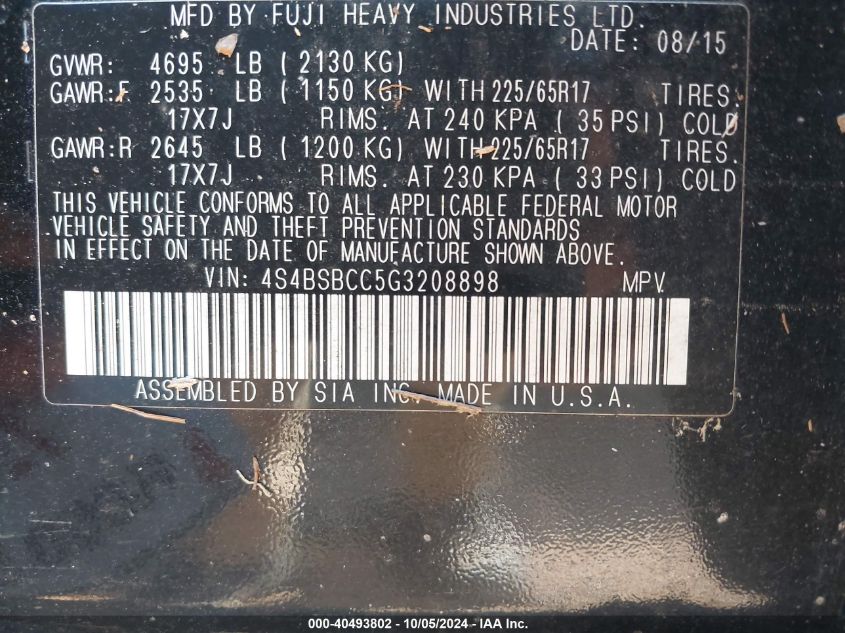 MFD BY FUJI HEAVY INDUSTRIES LTD.
DATE: 08/15
GVWR: 4695 LB ( 2130 KG)
GAWR:F 2535 LB ( 1150 KG) WITH 225/65R17 TIRES.
17X7J RIMS. AT 240 KPA ( 35 PSI) COLD
GAWR:R 2645 LB ( 1200 KG) WITH 225/65R17 TIRES.
17X7J RIMS. AT 230 KPA ( 33 PSI) COLD
THIS VEHICLE CONFORMS TO ALL APPLICABLE FEDERAL MOTOR
VEHICLE SAFETY AND THEFT PREVENTION STANDARDS
IN EFFECT ON THE DATE OF MANUFACTURE SHOWN ABOVE.
VIN: 4S4BSBCC5G3208898 MPV
ASSEMBLED BY SIA INC. MADE IN U.S.A.
000-40493802 - 10/05/2024 - IAA Inc.